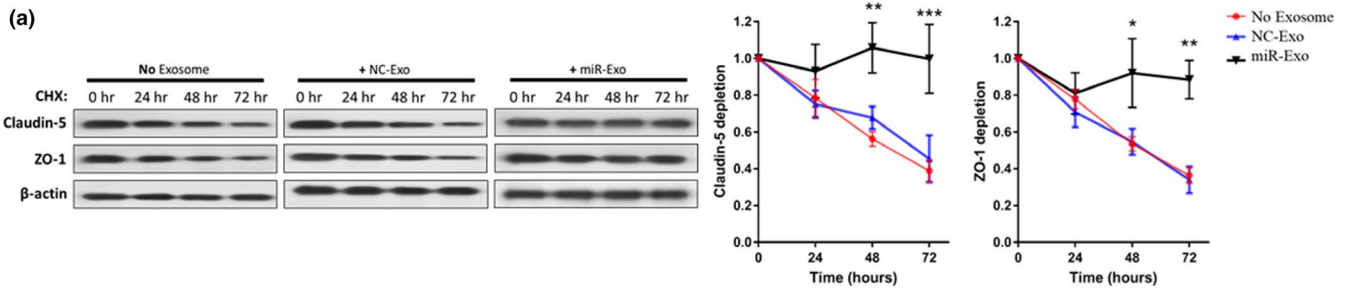 (a)
No Exosome
+ NC-Exo
+ miR-Exo
CHX: 0 hr 24 hr 48 hr 72 hr 0 hr 24 hr 48 hr 72 hr 0 hr 24 hr 48 hr 72 hr
Claudin-5
ZO-1
β-actin
Claudin-5 depletion
1.2
1.0
0.8
0.6
0.4
0.2
0.0
** ***
0 24 48 72
Time (hours)
ZO-1 depletion
1.2
1.0
0.8
0.6
0.4
0.2
0.0
* **
0 24 48 72
Time (hours)
No Exosome
NC-Exo
miR-Exo